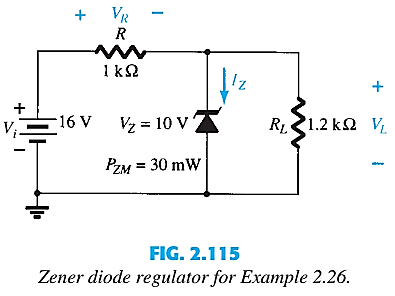 + V_R −
R
1 kΩ
I_Z
+
+
V_i
16 V
V_Z = 10 V
R_L
1.2 kΩ
V_L
−
−
P_ZM = 30 mW
FIG. 2.115
Zener diode regulator for Example 2.26.